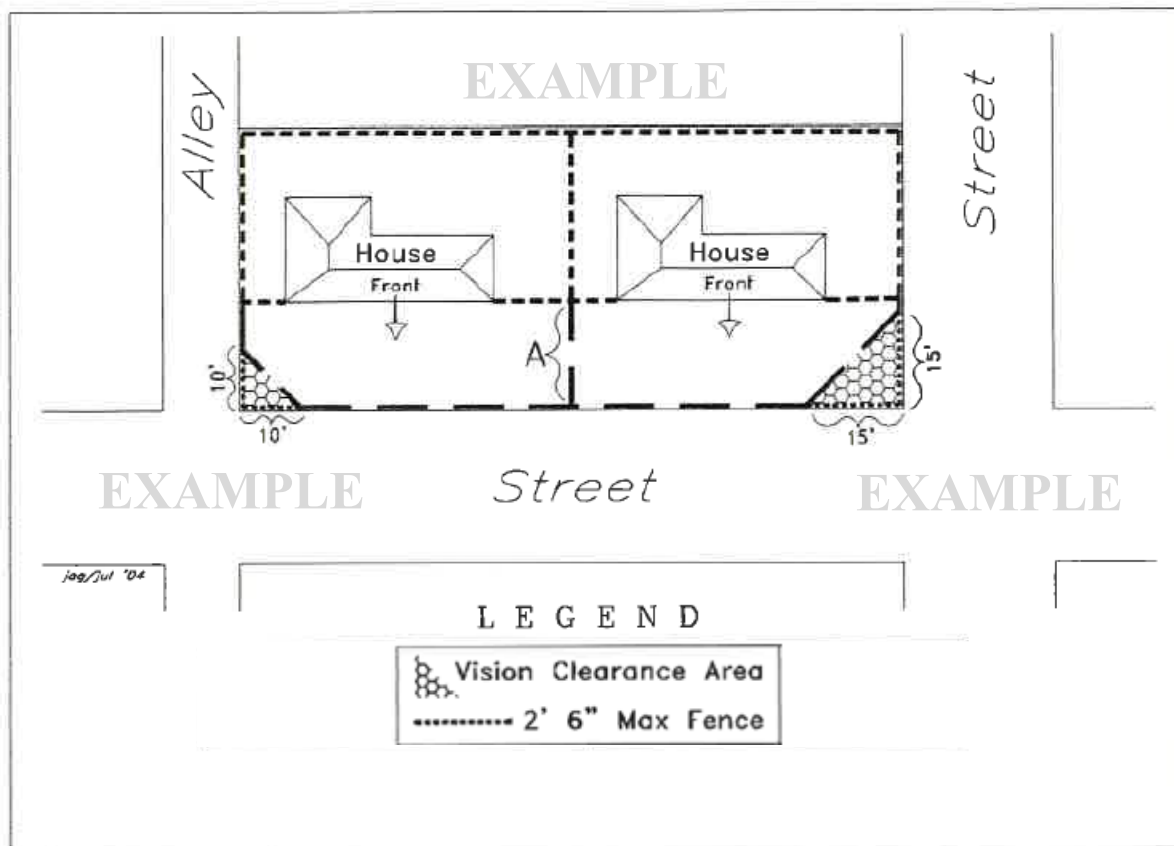 EXAMPLE
Alley
Street
House
Front
House
Front
A
10'
15'
10'
15'
Street
EXAMPLE
EXAMPLE
jag/jul '04
LEGEND
Vision Clearance Area
2' 6" Max Fence